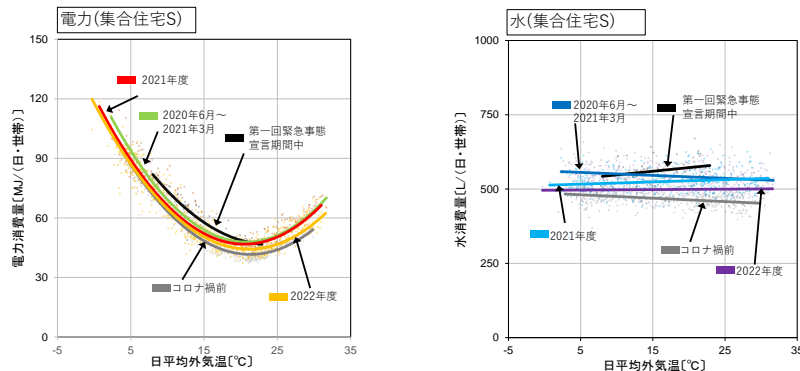 電力(集合住宅S)
150
120
90
60
30
0
-5
5
15
25
35
電力消費量[MJ/(日・世帯)]
日平均外気温[℃]
2021年度
2020年6月～
2021年3月
第一回緊急事態
宣言期間中
コロナ禍前
2022年度
水(集合住宅S)
1000
750
500
250
0
-5
5
15
25
35
水消費量[L/(日・世帯)]
日平均外気温[℃]
2020年6月～
2021年3月
第一回緊急事態
宣言期間中
2021年度
コロナ禍前
2022年度